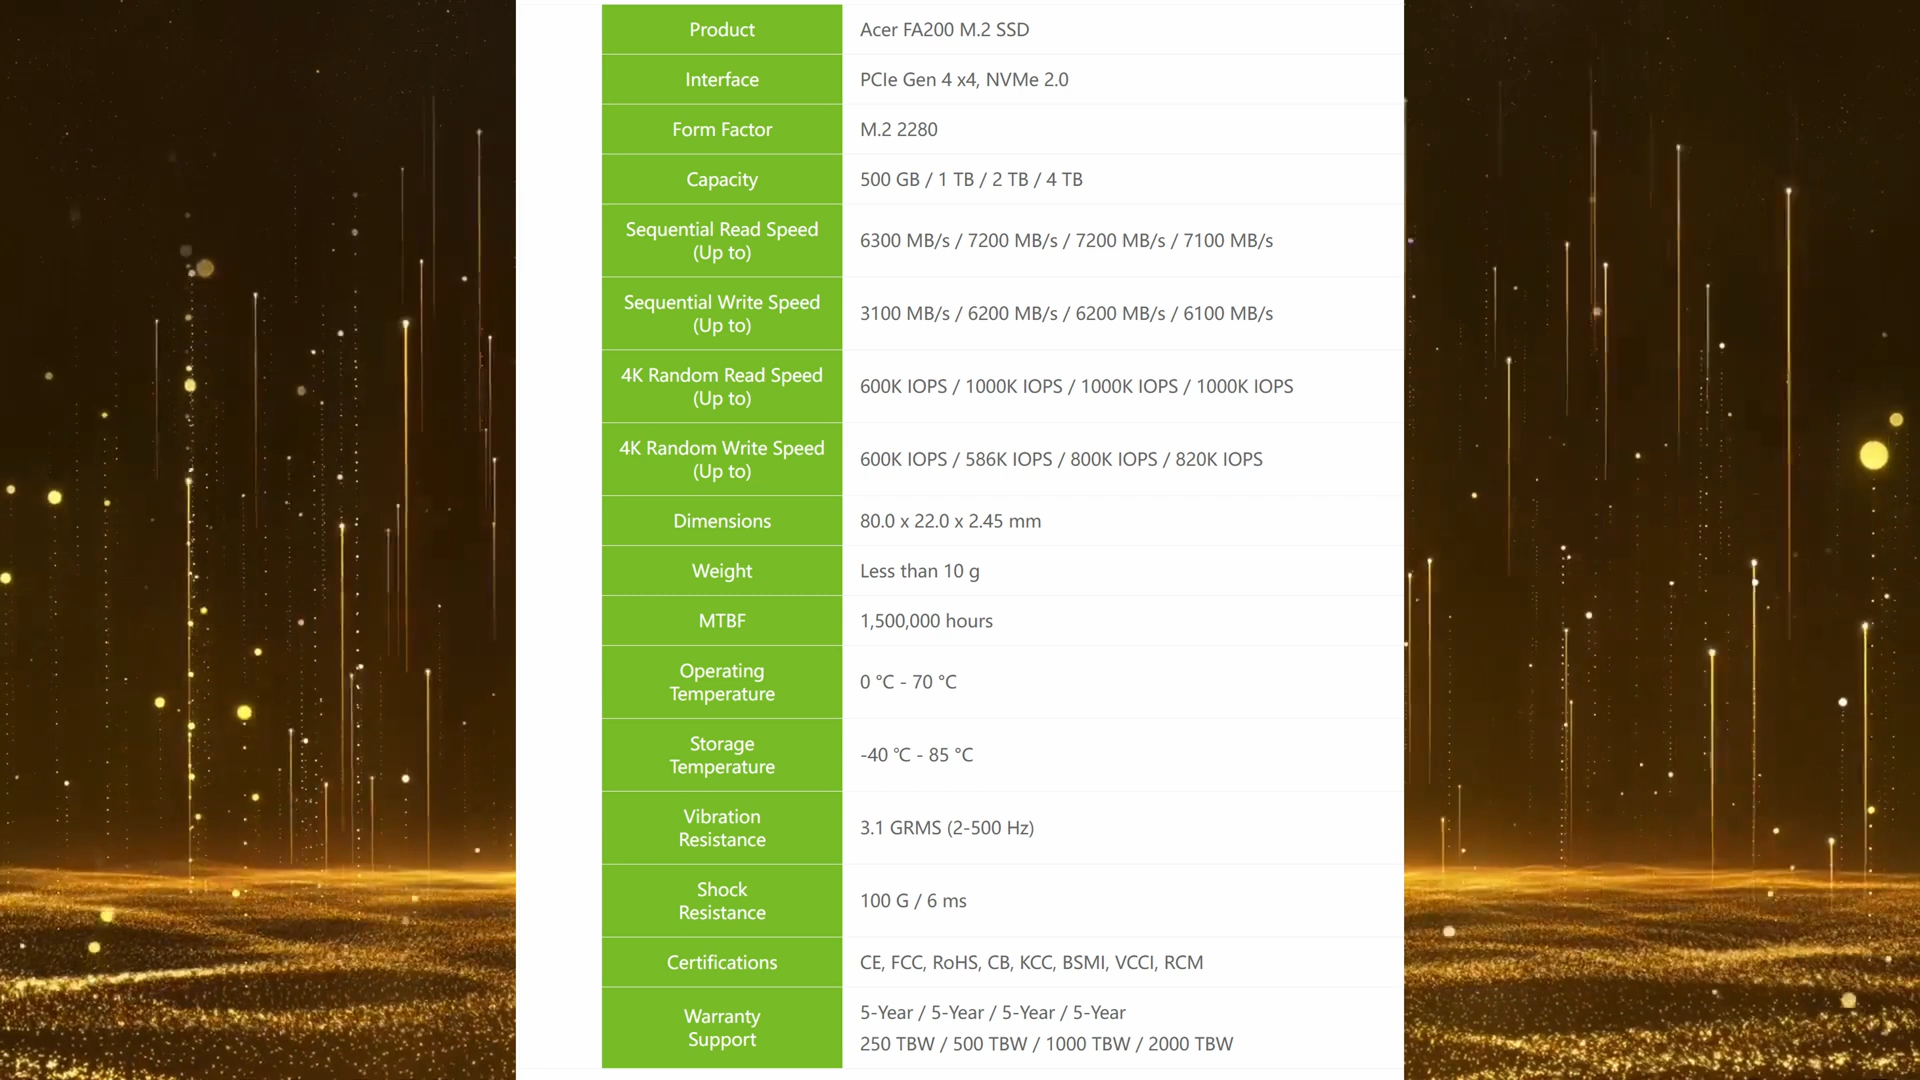 Product
Acer FA200 M.2 SSD
Interface
PCIe Gen 4 x4, NVMe 2.0
Form Factor
M.2 2280
Capacity
500 GB / 1 TB / 2 TB / 4 TB
Sequential Read Speed
(Up to)
6300 MB/s / 7200 MB/s / 7200 MB/s / 7100 MB/s
Sequential Write Speed
(Up to)
3100 MB/s / 6200 MB/s / 6200 MB/s / 6100 MB/s
4K Random Read Speed
(Up to)
600K IOPS / 1000K IOPS / 1000K IOPS / 1000K IOPS
4K Random Write Speed
(Up to)
600K IOPS / 586K IOPS / 800K IOPS / 820K IOPS
Dimensions
80.0 x 22.0 x 2.45 mm
Weight
Less than 10 g
MTBF
1,500,000 hours
Operating
Temperature
0 °C - 70 °C
Storage
Temperature
-40 °C - 85 °C
Vibration
Resistance
3.1 GRMS (2-500 Hz)
Shock
Resistance
100 G / 6 ms
Certifications
CE, FCC, RoHS, CB, KCC, BSMI, VCCI, RCM
Warranty
Support
5-Year / 5-Year / 5-Year / 5-Year
250 TBW / 500 TBW / 1000 TBW / 2000 TBW